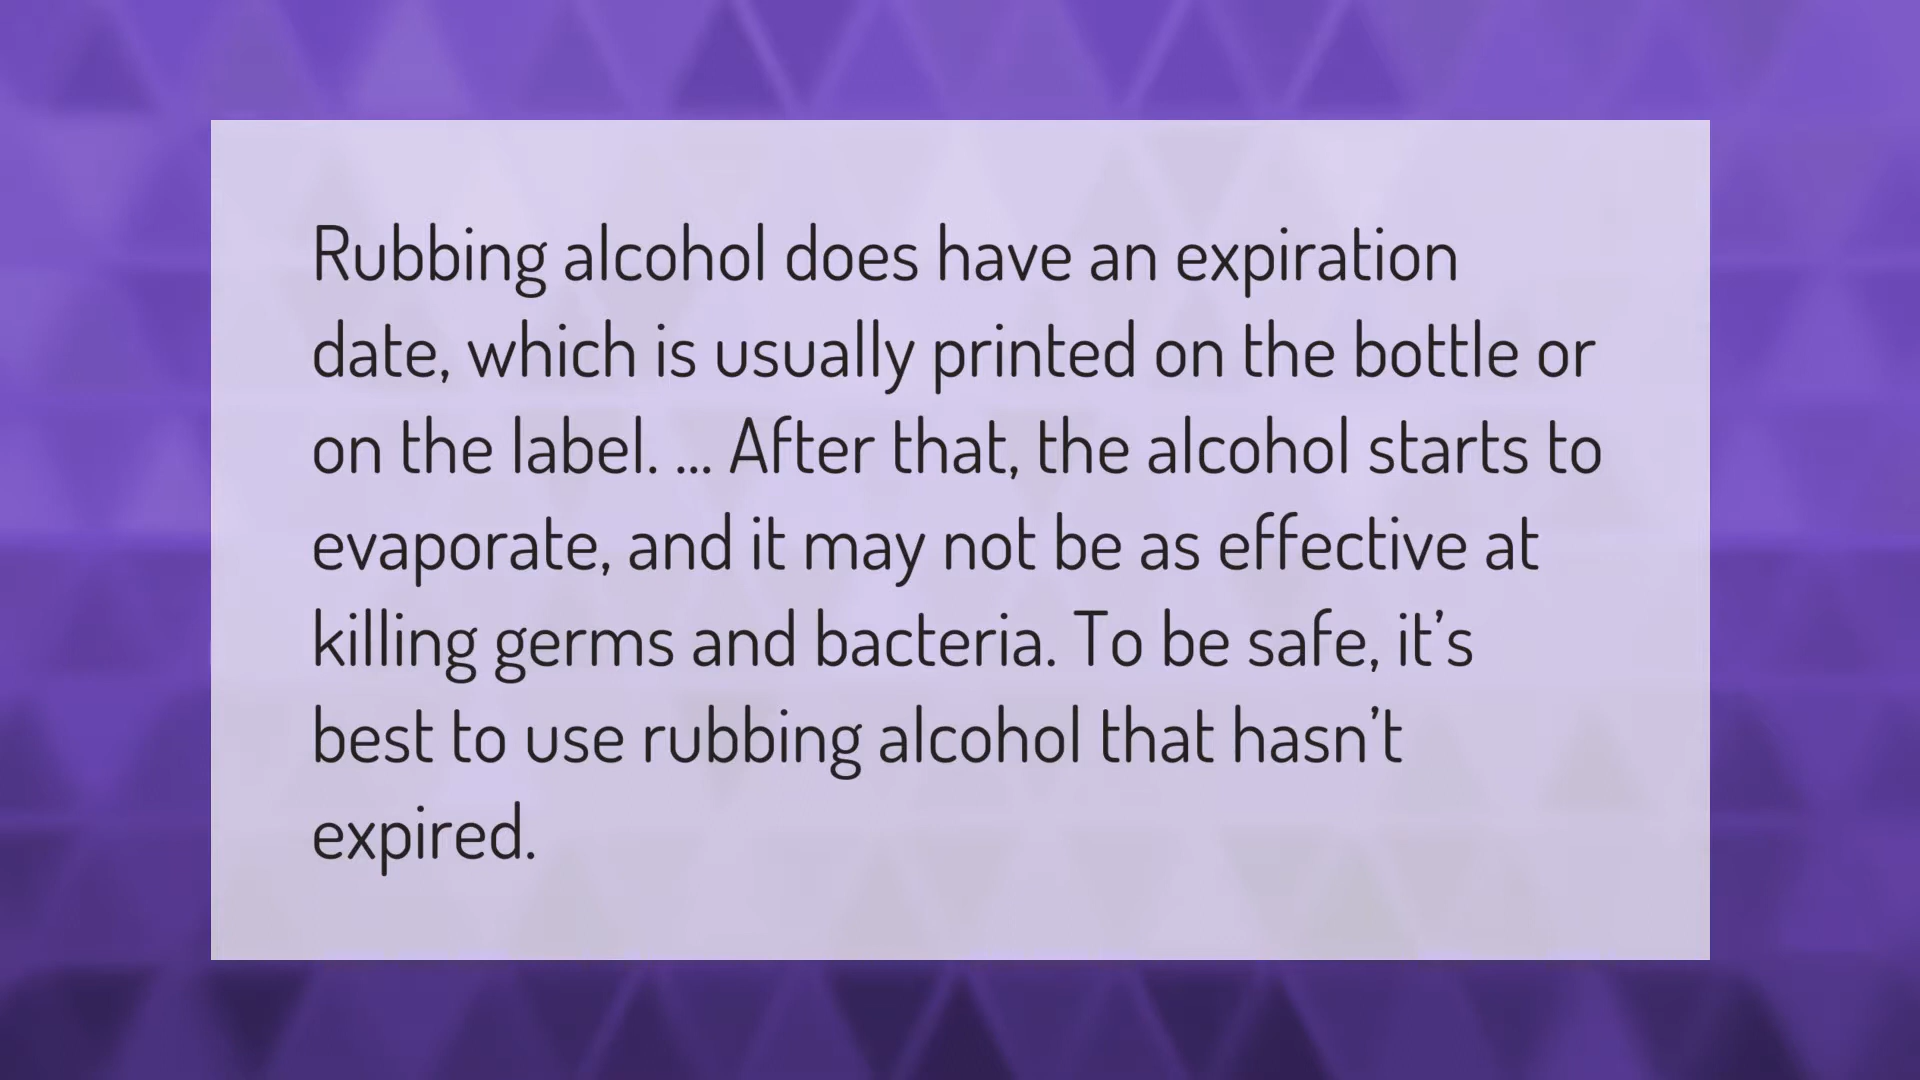 Rubbing alcohol does have an expiration
date, which is usually printed on the bottle or
on the label. ... After that, the alcohol starts to
evaporate, and it may not be as effective at
killing germs and bacteria. To be safe, it’s
best to use rubbing alcohol that hasn’t
expired.